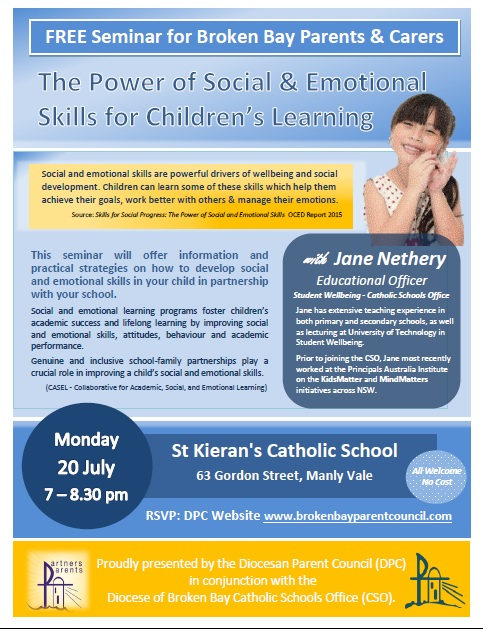 FREE Seminar for Broken Bay Parents & Carers
The Power of Social & Emotional
Skills for Children's Learning
Social and emotional skills are powerful drivers of wellbeing and social
development. Children can learn some of these skills which help them
achieve their goals, work better with others & manage their emotions.
Source: Skills for Social Progress: The Power of Social and Emotional Skills OCED Report 2015
This seminar will offer information and
practical strategies on how to develop social
and emotional skills in your child in partnership
with your school.
Social and emotional learning programs foster children's
academic success and lifelong learning by improving social
and emotional skills, attitudes, behaviour and academic
performance.
Genuine and inclusive school-family partnerships play a
crucial role in improving a child's social and emotional skills.
(CASEL - Collaborative for Academic, Social, and Emotional Learning)
with Jane Nethery
Educational Officer
Student Wellbeing - Catholic Schools Office
Jane has extensive teaching experience in
both primary and secondary schools, as well
as lecturing at University of Technology in
Student Wellbeing.
Prior to joining the CSO, Jane most recently
worked at the Principals Australia Institute
on the KidsMatter and MindMatters
initiatives across NSW.
Monday
20 July
7 – 8.30 pm
St Kieran's Catholic School
63 Gordon Street, Manly Vale
All Welcome
No Cost
RSVP: DPC Website www.brokenbayparentcouncil.com
Partners
Parents
Proudly presented by the Diocesan Parent Council (DPC)
in conjunction with the
Diocese of Broken Bay Catholic Schools Office (CSO).